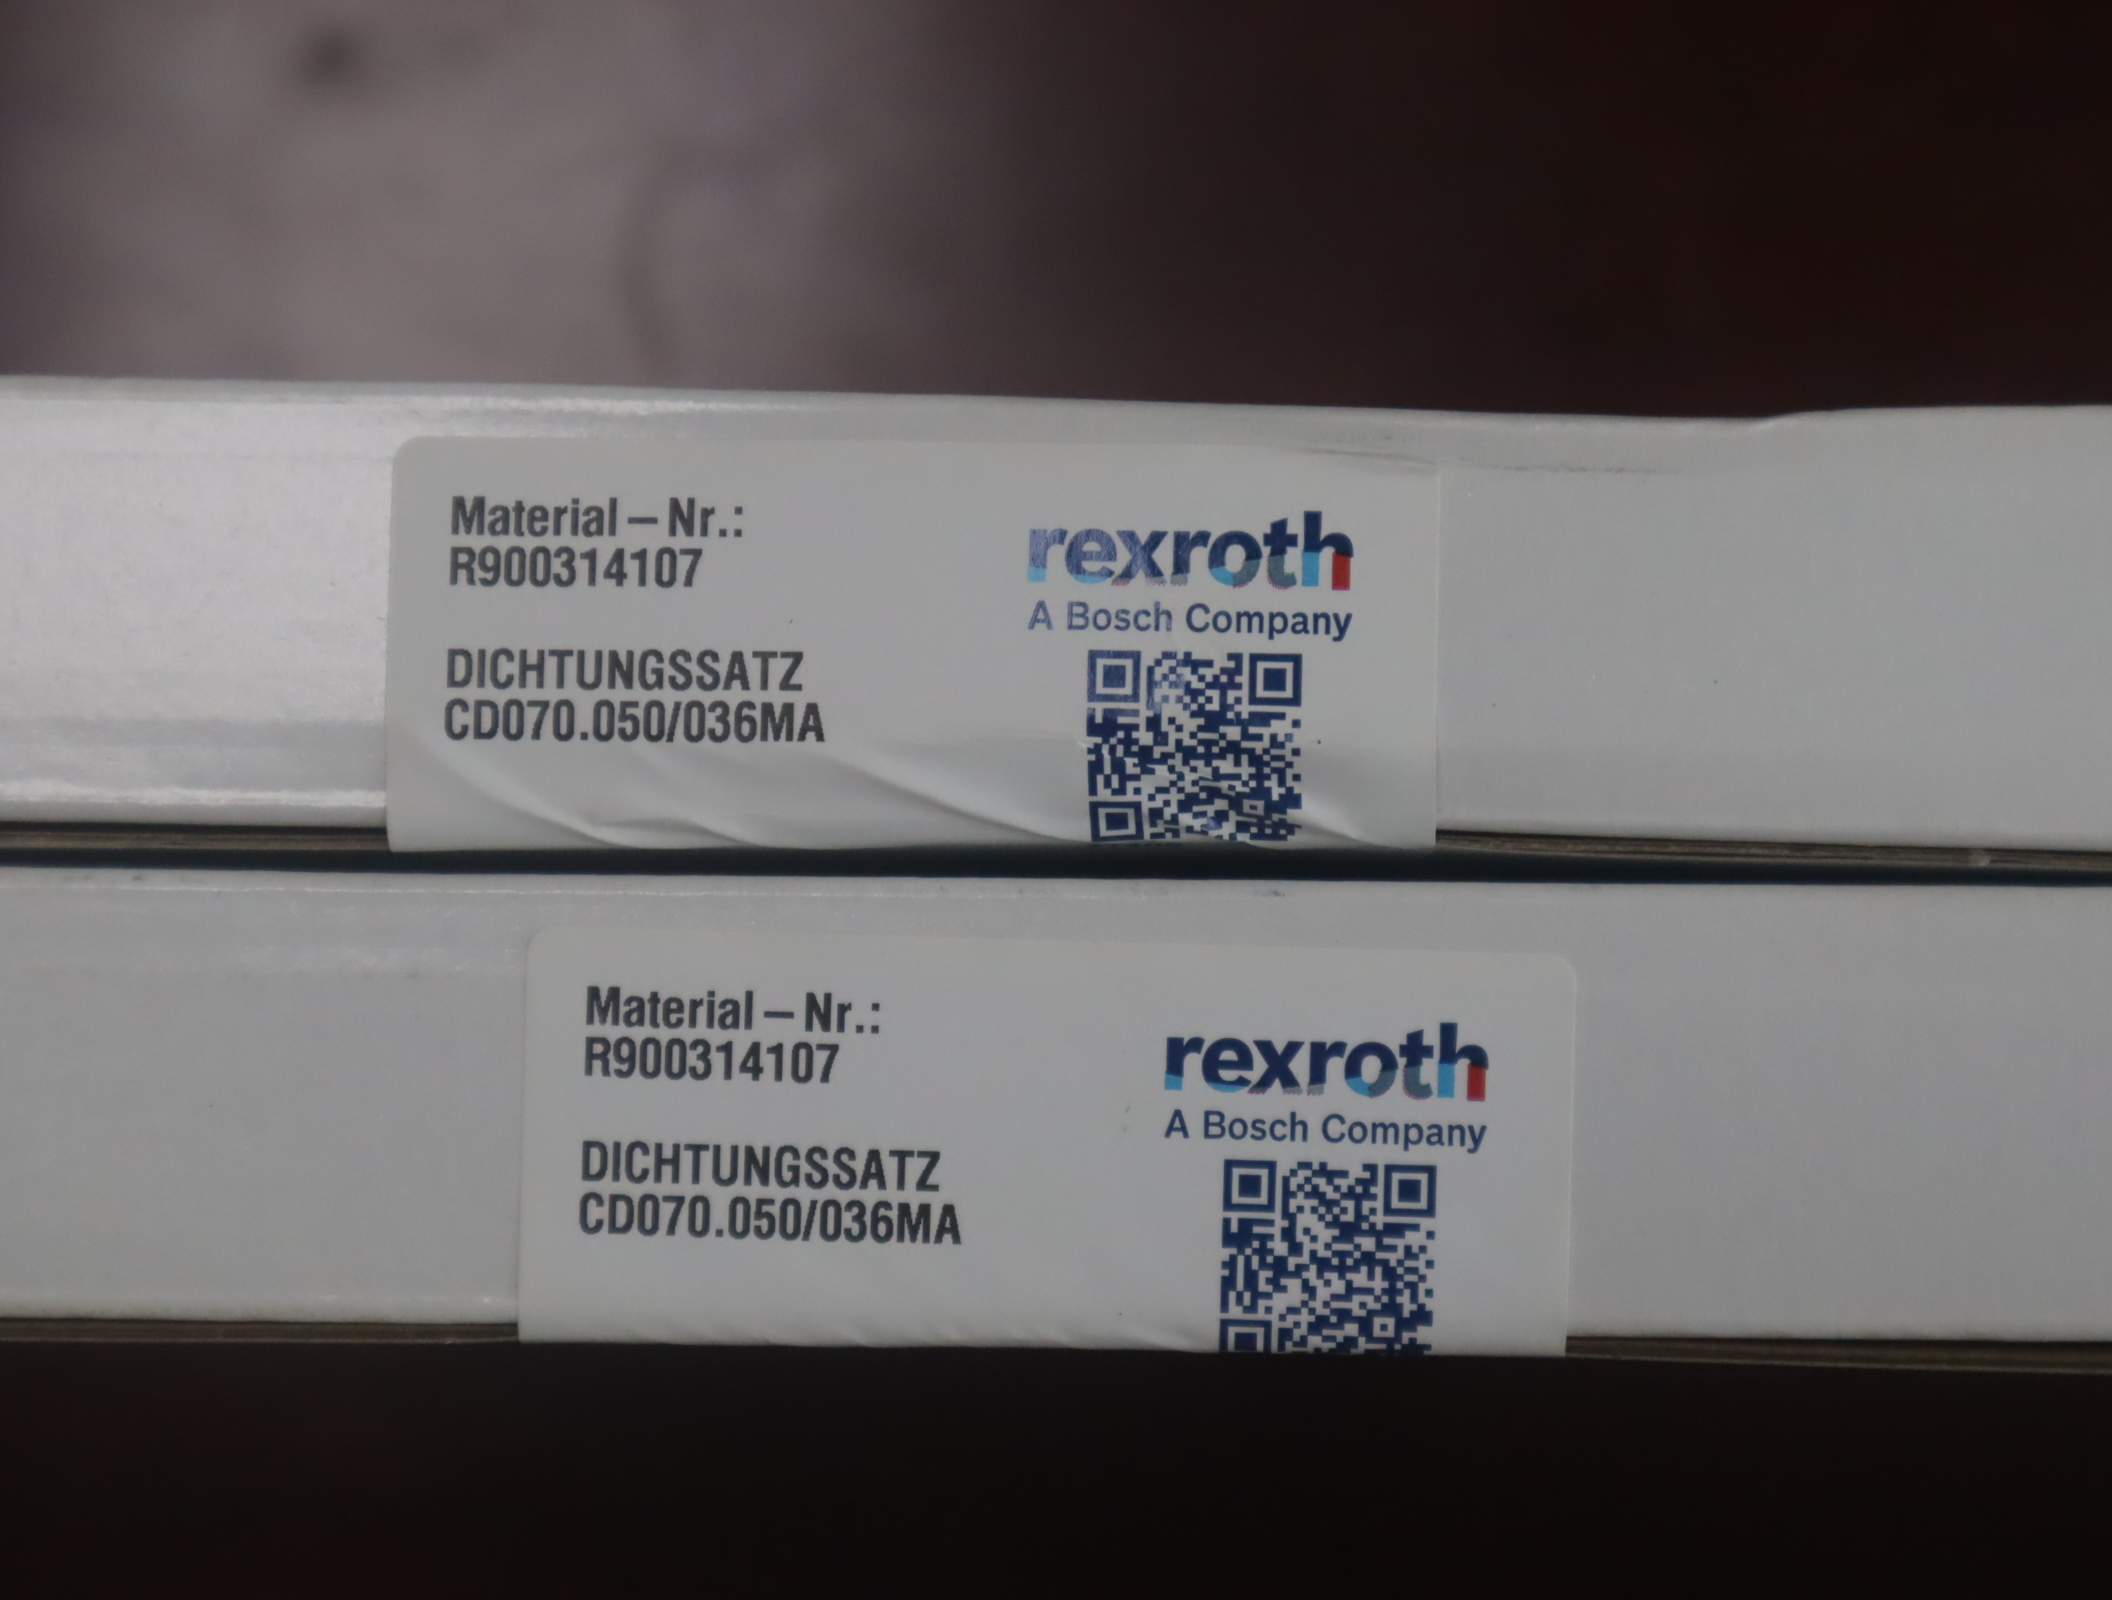 Material – Nr.:
R900314107
DICHTUNGSSATZ
CD070.050/036MA
rexroth
A Bosch Company
Material – Nr.:
R900314107
DICHTUNGSSATZ
CD070.050/036MA
rexroth
A Bosch Company